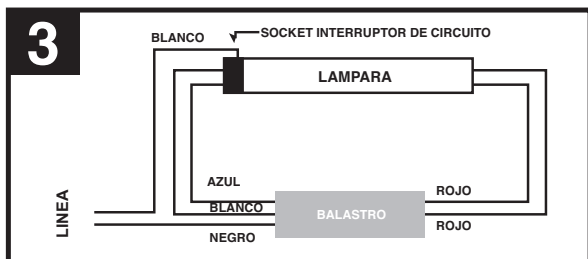 3
BLANCO
SOCKET INTERRUPTOR DE CIRCUITO
LAMPARA
LINEA
AZUL
BLANCO
NEGRO
BALASTRO
ROJO
ROJO